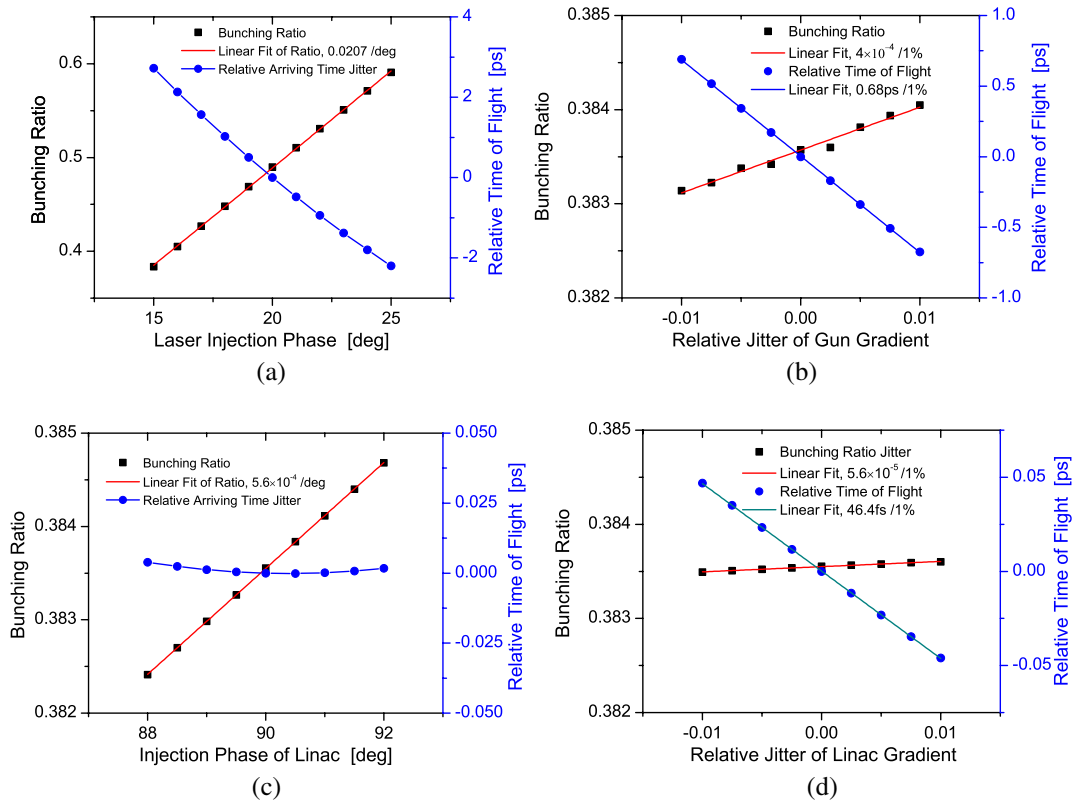 Bunching Ratio
Linear Fit of Ratio, 0.0207 /deg
Relative Arriving Time Jitter
0.6
0.5
0.4
Bunching Ratio
4
2
0
-2
Relative Time of Flight [ps]
15 20 25
Laser Injection Phase [deg]
(a)
Bunching Ratio
Linear Fit, 4×10⁻⁴ /1%
Relative Time of Flight
Linear Fit, 0.68ps /1%
0.385
0.384
0.383
0.382
Bunching Ratio
1.0
0.5
0.0
-0.5
-1.0
Relative Time of Flight [ps]
-0.01 0.00 0.01
Relative Jitter of Gun Gradient
(b)
Bunching Ratio
Linear Fit of Ratio, 5.6×10⁻⁴ /deg
Relative Arriving Time Jitter
0.385
0.384
0.383
0.382
Bunching Ratio
0.050
0.025
0.000
-0.025
-0.050
Relative Time of Flight [ps]
88 90 92
Injection Phase of Linac [deg]
(c)
Bunching Ratio Jitter
Linear Fit, 5.6×10⁻⁵ /1%
Relative Time of Flight
Linear Fit, 46.4fs /1%
0.385
0.384
0.383
0.382
Bunching Ratio
0.05
0.00
-0.05
Relative Time of Flight [ps]
-0.01 0.00 0.01
Relative Jitter of Linac Gradient
(d)